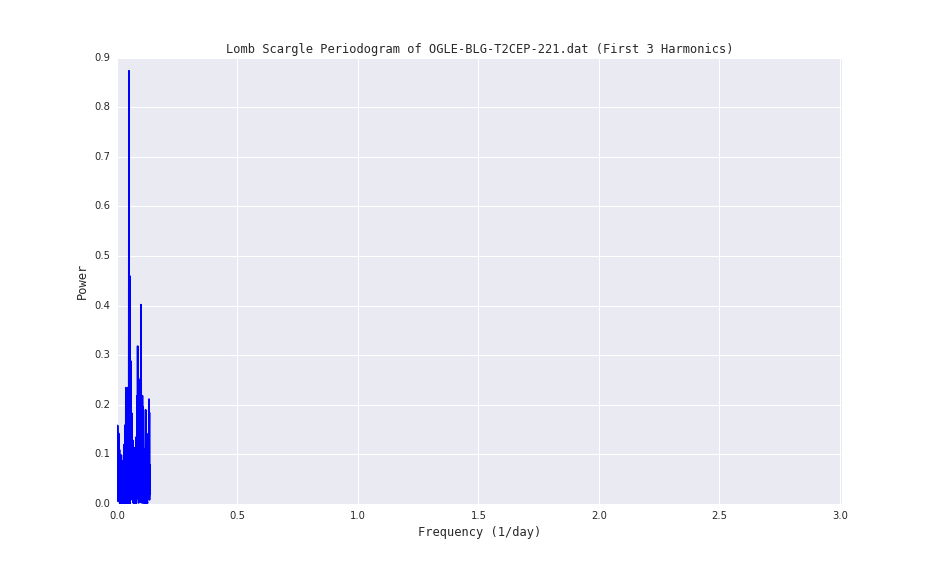 Lomb Scargle Periodogram of OGLE-BLG-T2CEP-221.dat (First 3 Harmonics)
0.9
0.8
0.7
0.6
0.5
0.4
0.3
0.2
0.1
0.0
Power
0.0 0.5 1.0 1.5 2.0 2.5 3.0
Frequency (1/day)